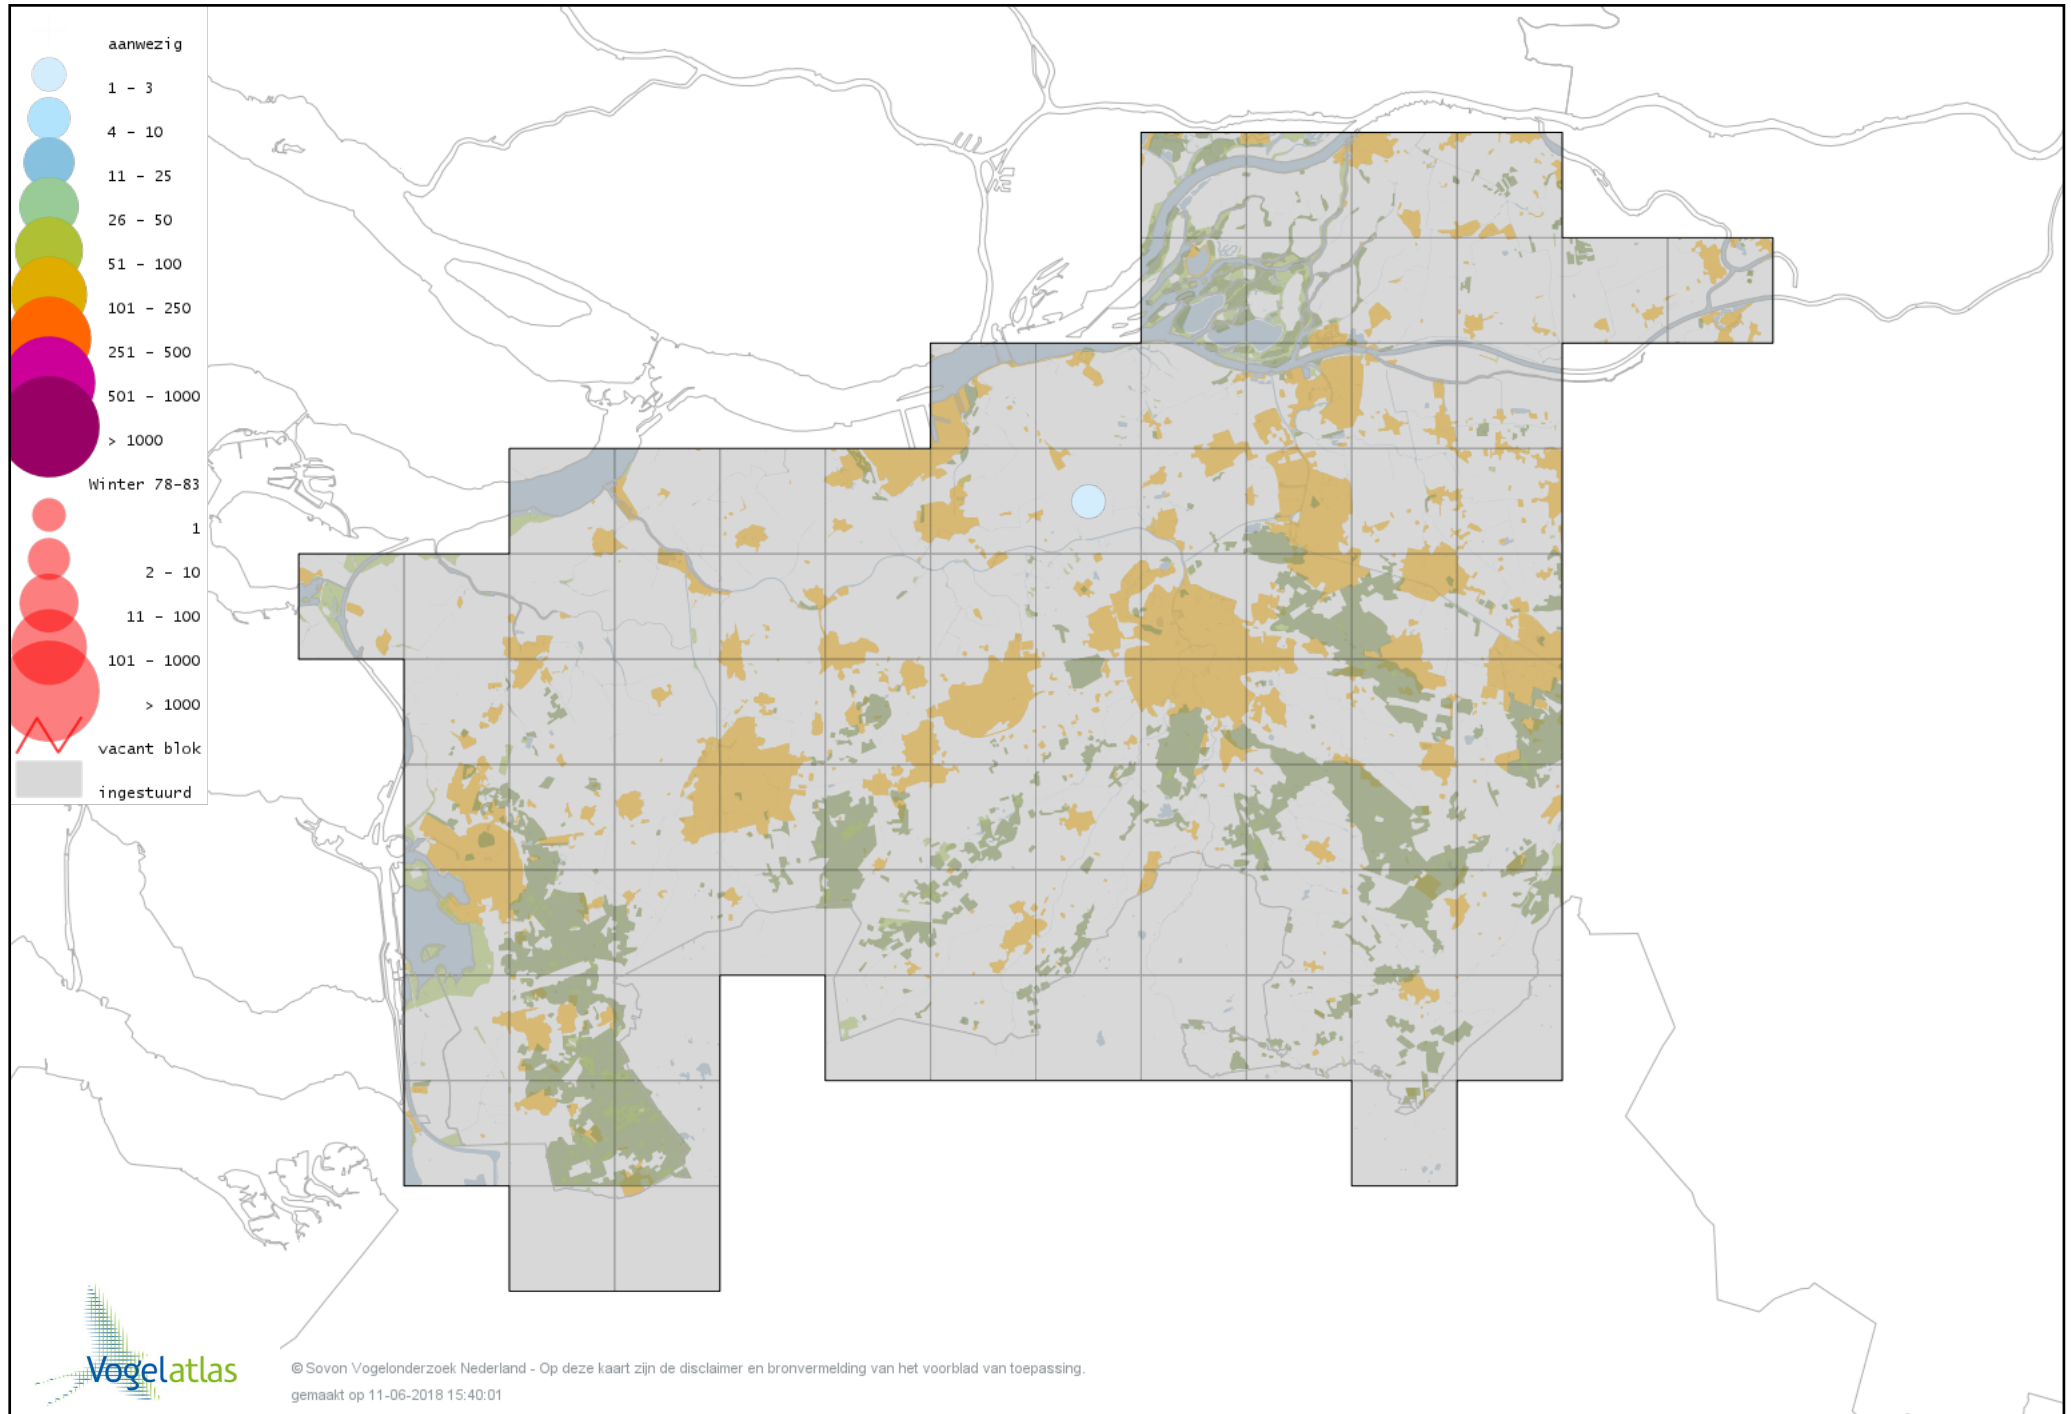 aanwezig
1 - 3
4 - 10
11 - 25
26 - 50
51 - 100
101 - 250
251 - 500
501 - 1000
> 1000
Winter 78-83
1
2 - 10
11 - 100
101 - 1000
> 1000
vacant blok
ingestuurd
Vogelatlas
© Sovon Vogelonderzoek Nederland - Op deze kaart zijn de disclaimer en bronvermelding van het voorblad van toepassing.
gemaakt op 11-06-2018 15:40:01